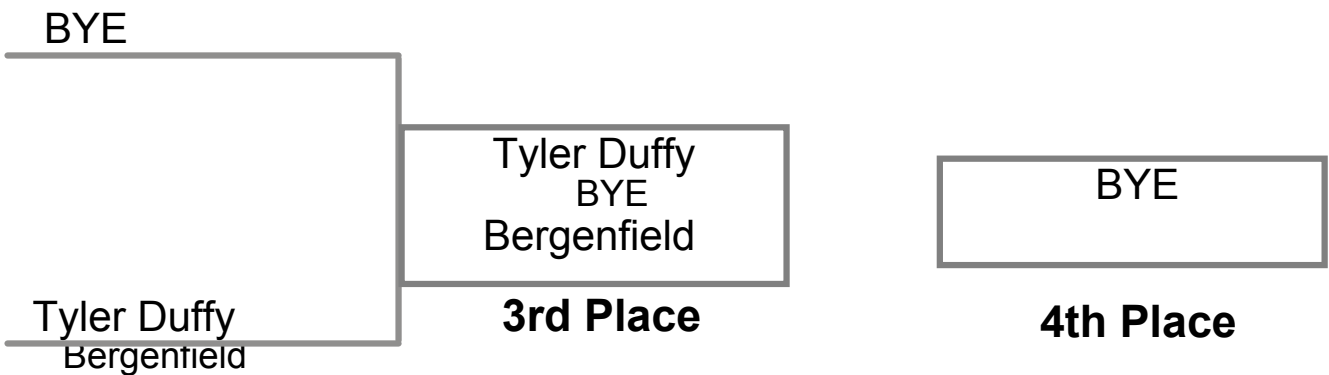 BYE
Tyler Duffy
BYE
Bergenfield
3rd Place
BYE
4th Place
Tyler Duffy
Bergenfield